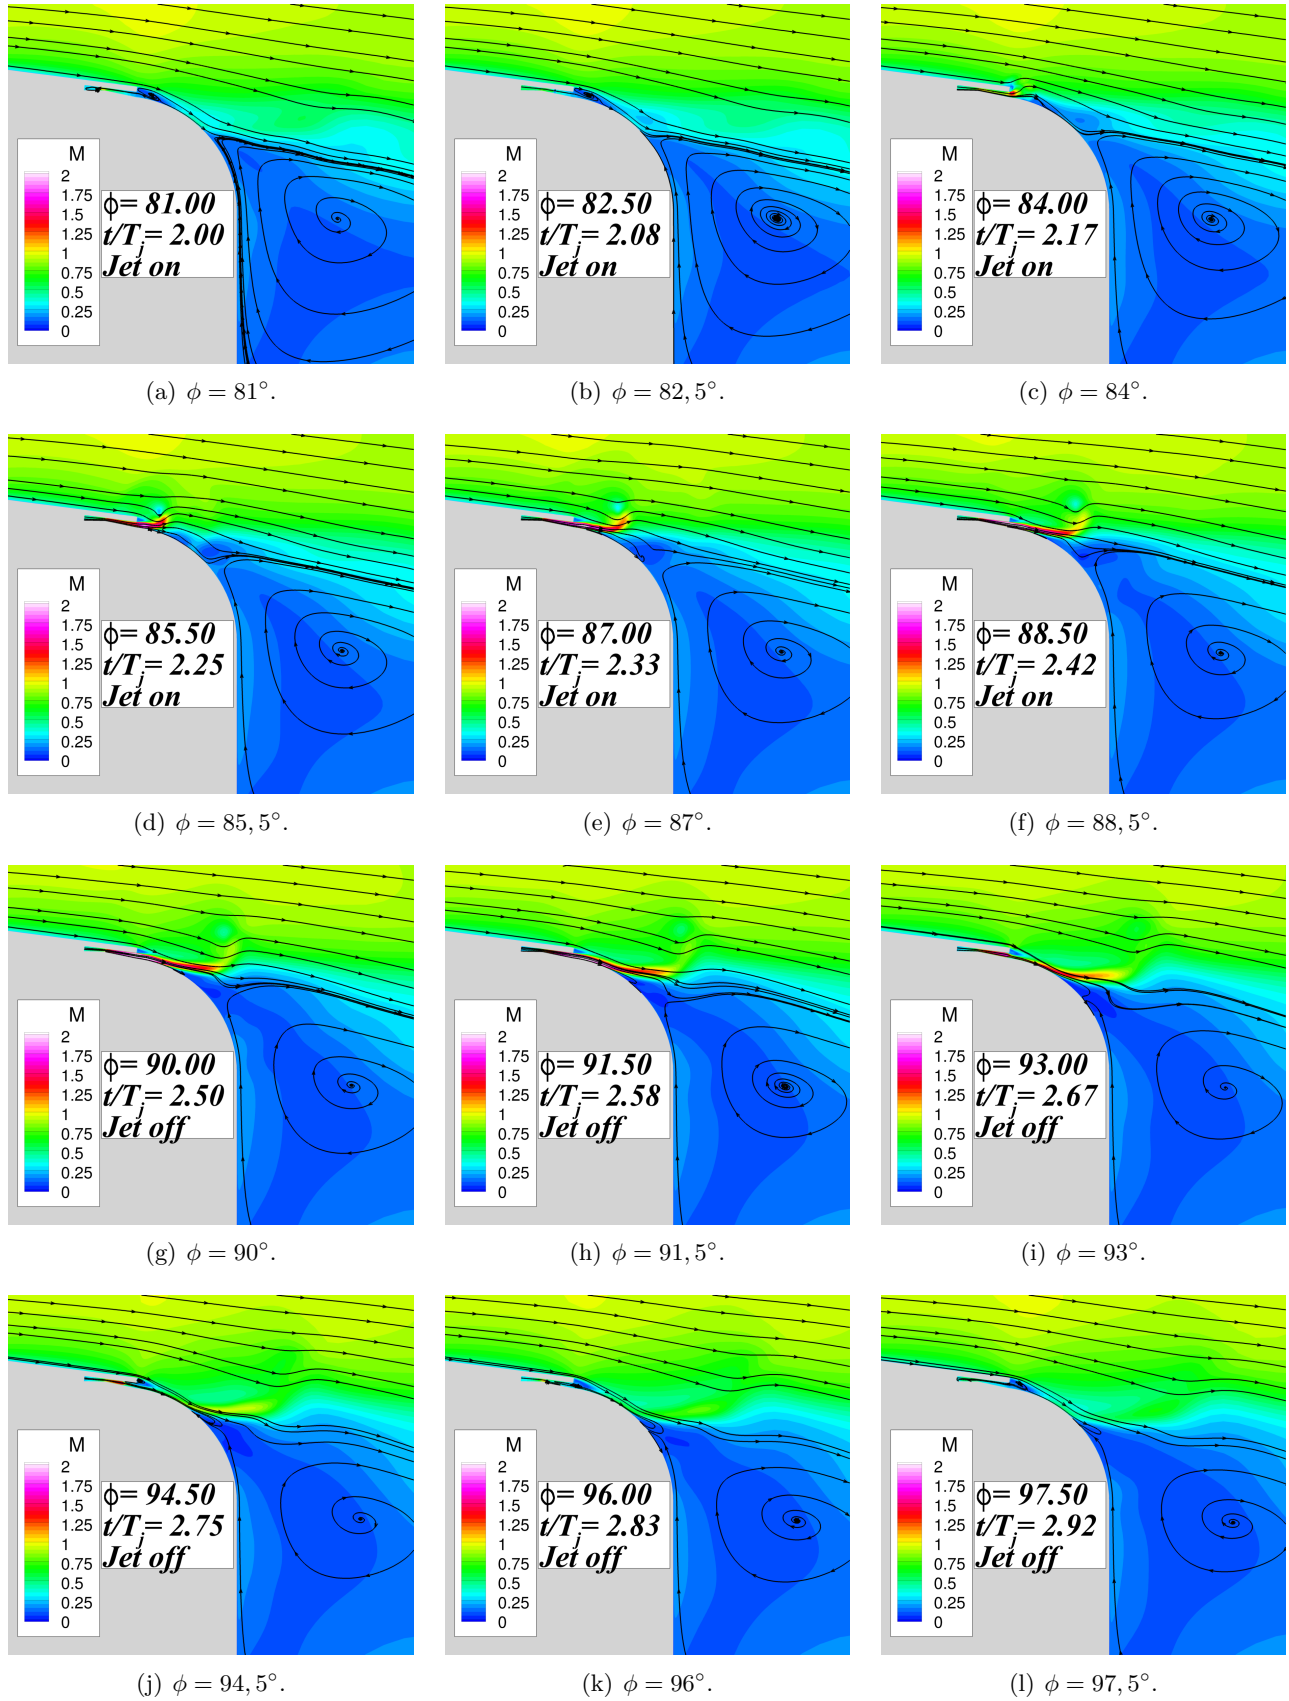 M
2
1.75
1.5
1.25
1
0.75
0.5
0.25
0
ϕ= 81.00
t/Tj= 2.00
Jet on
(a) ϕ = 81°.
M
2
1.75
1.5
1.25
1
0.75
0.5
0.25
0
ϕ= 82.50
t/Tj= 2.08
Jet on
(b) ϕ = 82, 5°.
M
2
1.75
1.5
1.25
1
0.75
0.5
0.25
0
ϕ= 84.00
t/Tj= 2.17
Jet on
(c) ϕ = 84°.
M
2
1.75
1.5
1.25
1
0.75
0.5
0.25
0
ϕ= 85.50
t/Tj= 2.25
Jet on
(d) ϕ = 85, 5°.
M
2
1.75
1.5
1.25
1
0.75
0.5
0.25
0
ϕ= 87.00
t/Tj= 2.33
Jet on
(e) ϕ = 87°.
M
2
1.75
1.5
1.25
1
0.75
0.5
0.25
0
ϕ= 88.50
t/Tj= 2.42
Jet on
(f) ϕ = 88, 5°.
M
2
1.75
1.5
1.25
1
0.75
0.5
0.25
0
ϕ= 90.00
t/Tj= 2.50
Jet off
(g) ϕ = 90°.
M
2
1.75
1.5
1.25
1
0.75
0.5
0.25
0
ϕ= 91.50
t/Tj= 2.58
Jet off
(h) ϕ = 91, 5°.
M
2
1.75
1.5
1.25
1
0.75
0.5
0.25
0
ϕ= 93.00
t/Tj= 2.67
Jet off
(i) ϕ = 93°.
M
2
1.75
1.5
1.25
1
0.75
0.5
0.25
0
ϕ= 94.50
t/Tj= 2.75
Jet off
(j) ϕ = 94, 5°.
M
2
1.75
1.5
1.25
1
0.75
0.5
0.25
0
ϕ= 96.00
t/Tj= 2.83
Jet off
(k) ϕ = 96°.
M
2
1.75
1.5
1.25
1
0.75
0.5
0.25
0
ϕ= 97.50
t/Tj= 2.92
Jet off
(l) ϕ = 97, 5°.